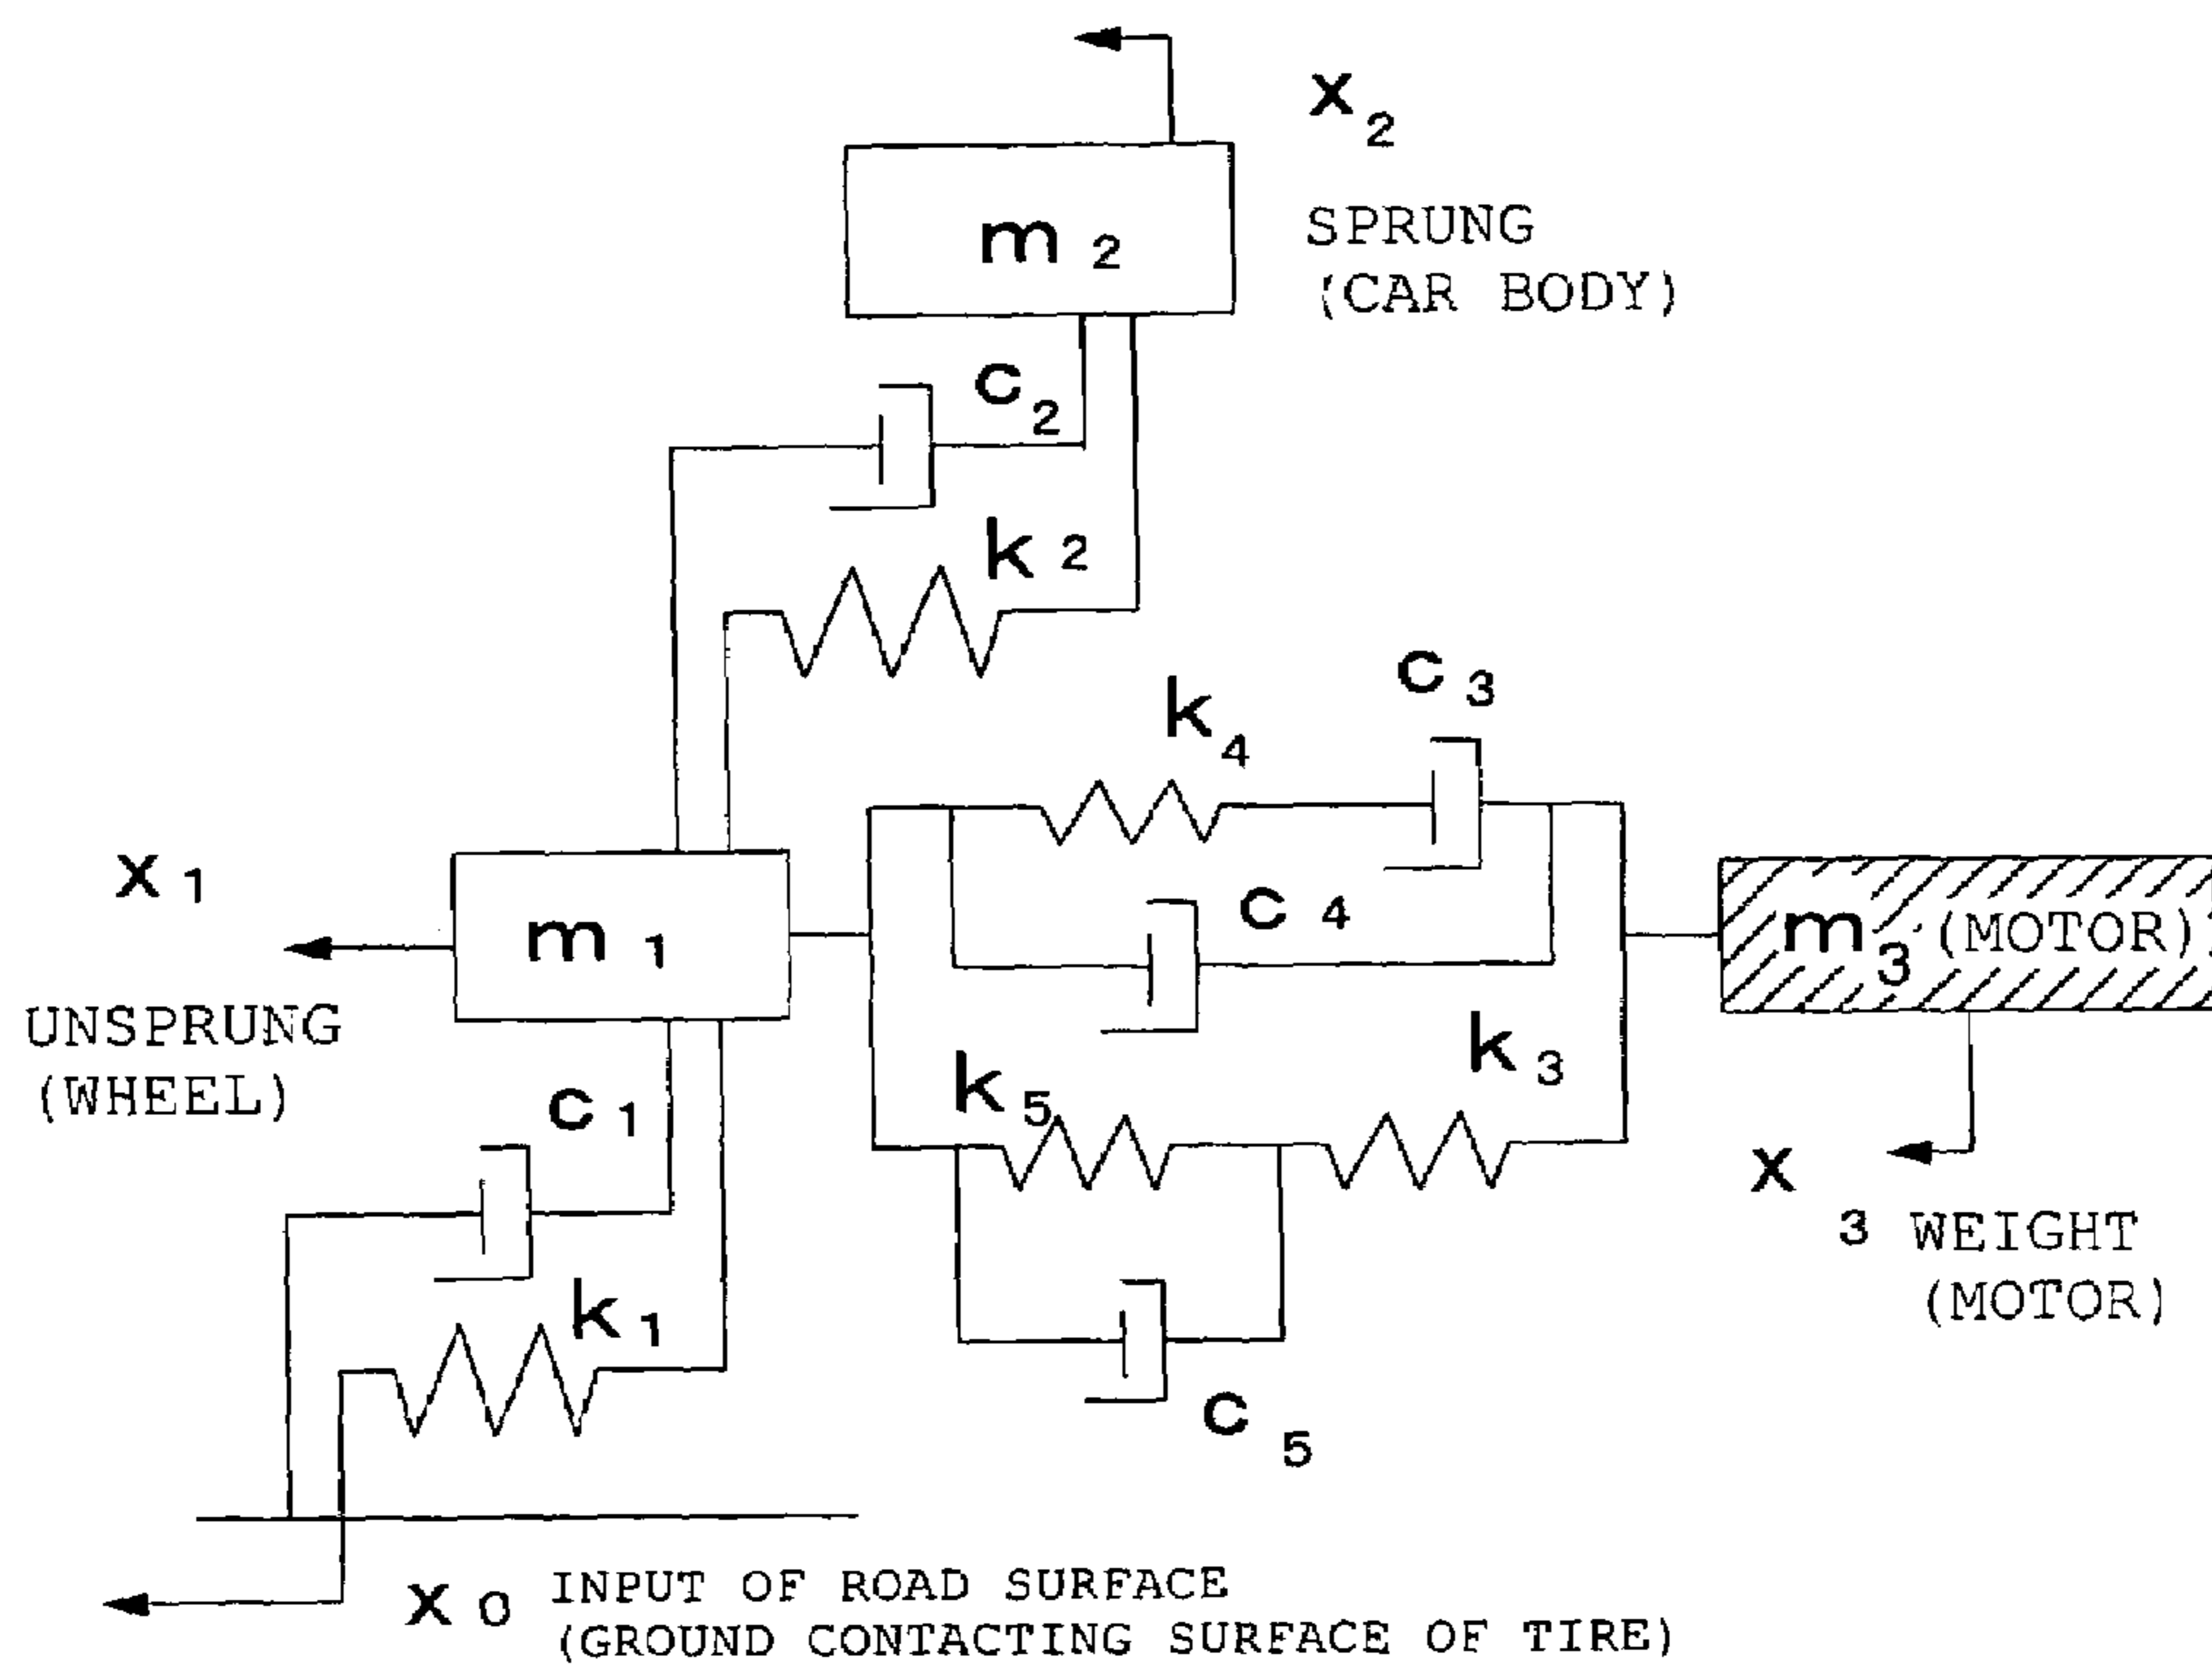 x2
m2
SPRUNG
(CAR BODY)
c2
k2
c3
k4
x1
c4
m1
m3 (MOTOR)
UNSPRUNG
(WHEEL)
k3
k5
c1
x3
WEIGHT
(MOTOR)
k1
c5
x0 INPUT OF ROAD SURFACE
(GROUND CONTACTING SURFACE OF TIRE)